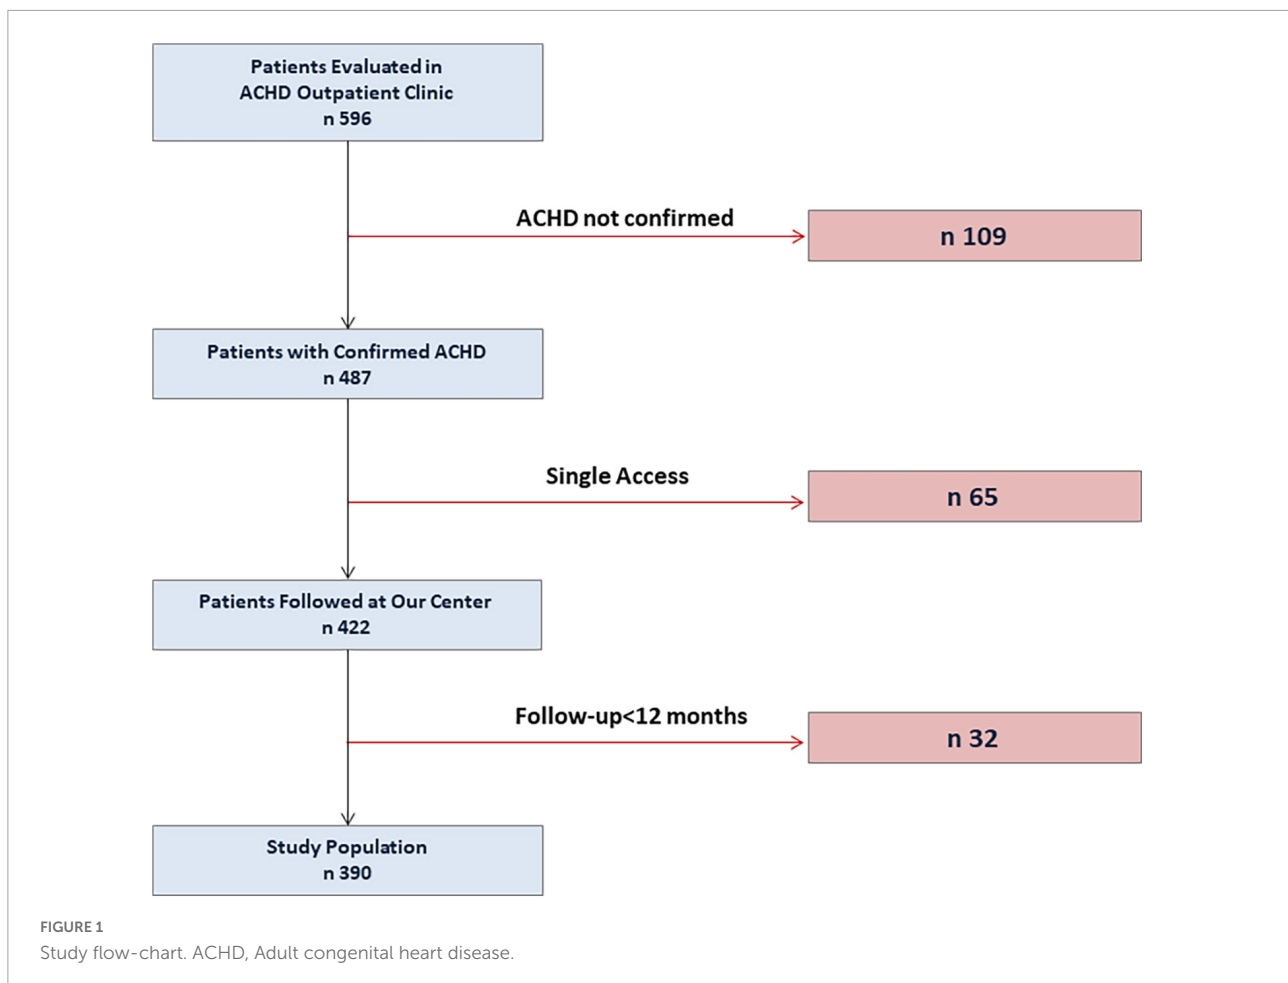 Patients Evaluated in
ACHD Outpatient Clinic
n 596
ACHD not confirmed
n 109
Patients with Confirmed ACHD
n 487
Single Access
n 65
Patients Followed at Our Center
n 422
Follow-up<12 months
n 32
Study Population
n 390
FIGURE 1
Study flow-chart. ACHD, Adult congenital heart disease.